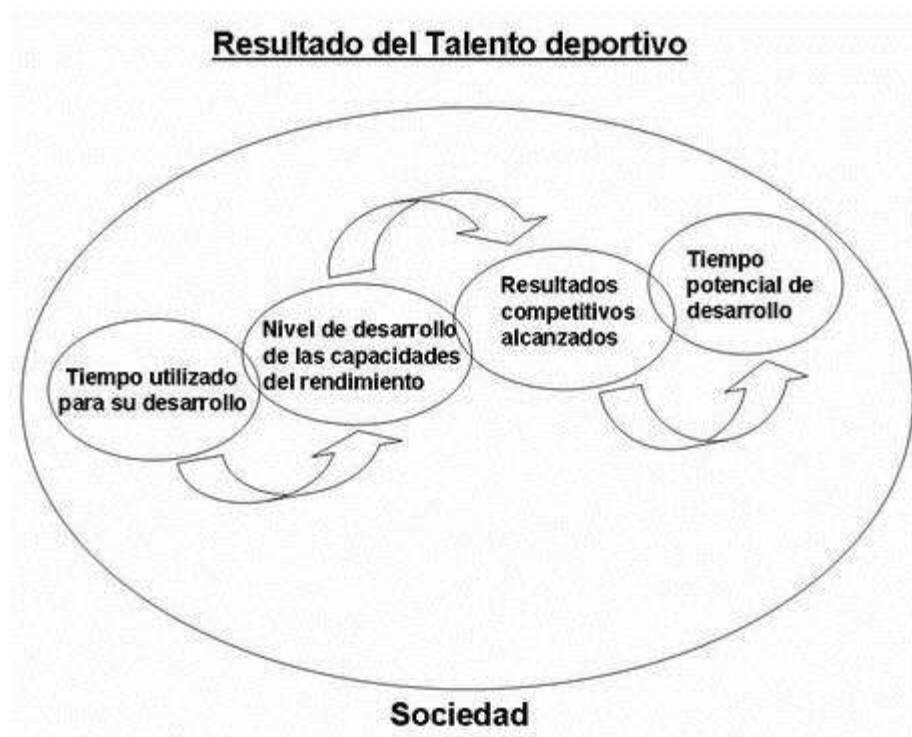 Resultado del Talento deportivo
Tiempo utilizado
para su desarrollo
Nivel de desarrollo
de las capacidades
del rendimiento
Resultados
competitivos
alcanzados
Tiempo
potencial de
desarrollo
Sociedad